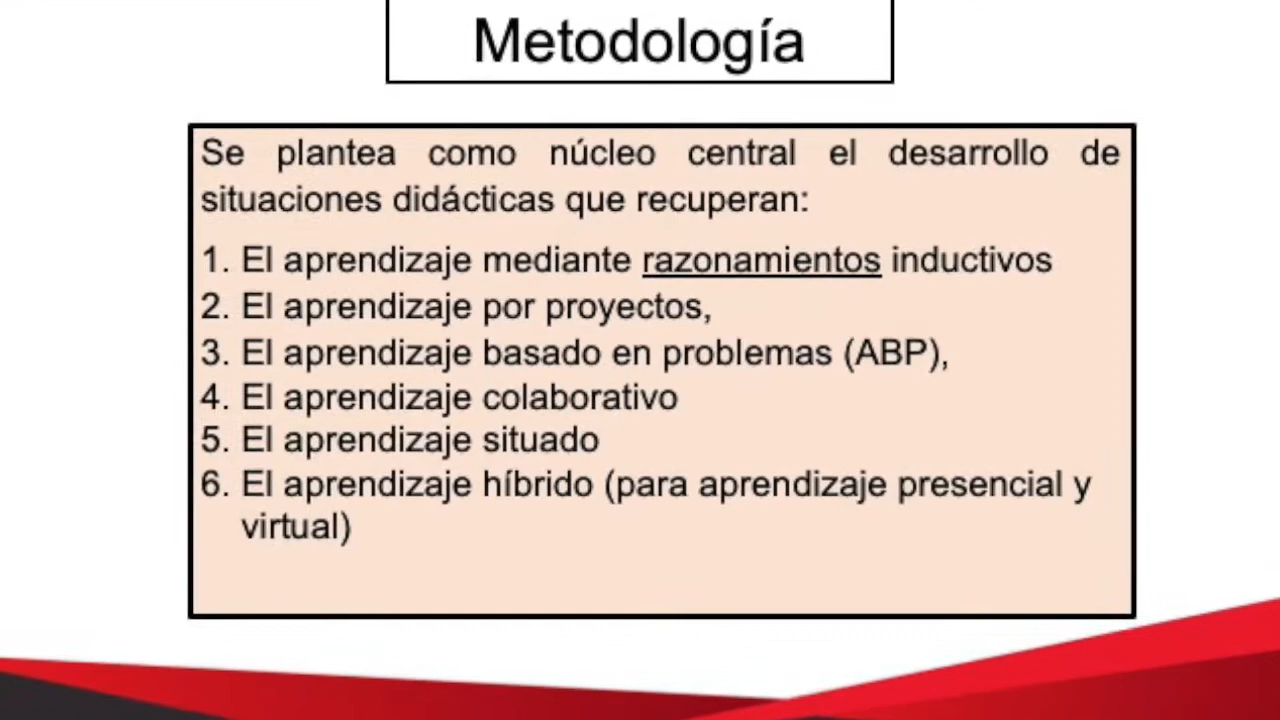 Metodología
Se plantea como núcleo central el desarrollo de
situaciones didácticas que recuperan:
1. El aprendizaje mediante razonamientos inductivos
2. El aprendizaje por proyectos,
3. El aprendizaje basado en problemas (ABP),
4. El aprendizaje colaborativo
5. El aprendizaje situado
6. El aprendizaje híbrido (para aprendizaje presencial y
virtual)